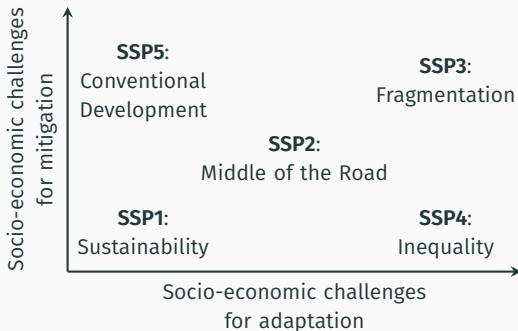 Socio-economic challenges
for mitigation
SSP5:
Conventional
Development
SSP3:
Fragmentation
SSP2:
Middle of the Road
SSP1:
Sustainability
SSP4:
Inequality
Socio-economic challenges
for adaptation